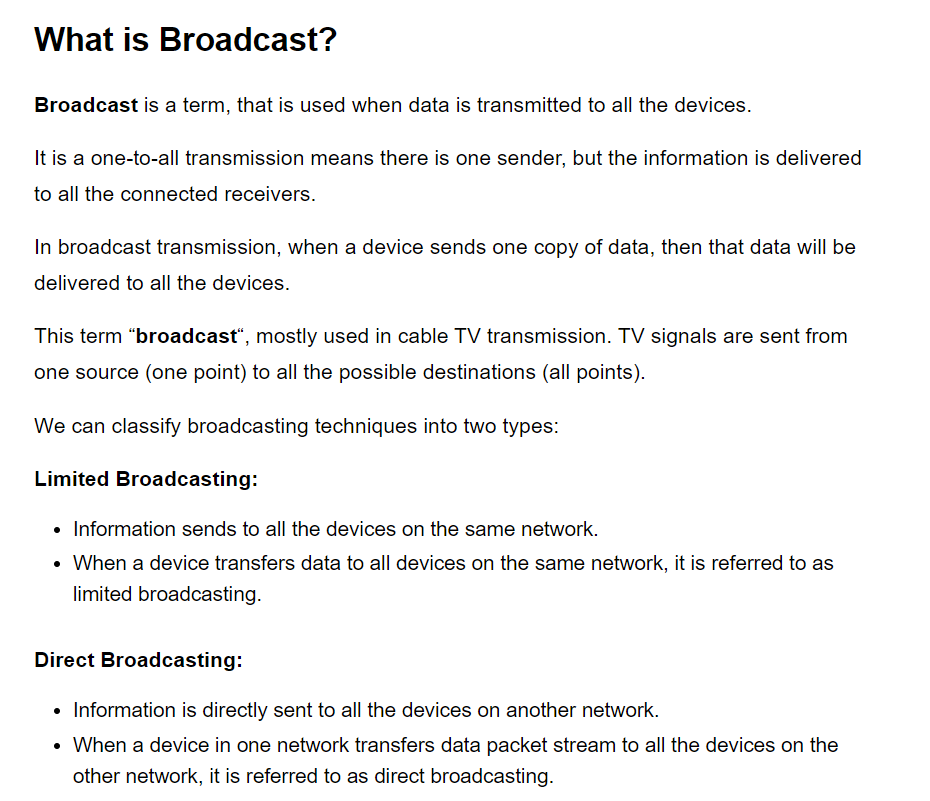 What is Broadcast?
Broadcast is a term, that is used when data is transmitted to all the devices.
It is a one-to-all transmission means there is one sender, but the information is delivered
to all the connected receivers.
In broadcast transmission, when a device sends one copy of data, then that data will be
delivered to all the devices.
This term “broadcast“, mostly used in cable TV transmission. TV signals are sent from
one source (one point) to all the possible destinations (all points).
We can classify broadcasting techniques into two types:
Limited Broadcasting:
• Information sends to all the devices on the same network.
• When a device transfers data to all devices on the same network, it is referred to as
limited broadcasting.
Direct Broadcasting:
• Information is directly sent to all the devices on another network.
• When a device in one network transfers data packet stream to all the devices on the
other network, it is referred to as direct broadcasting.